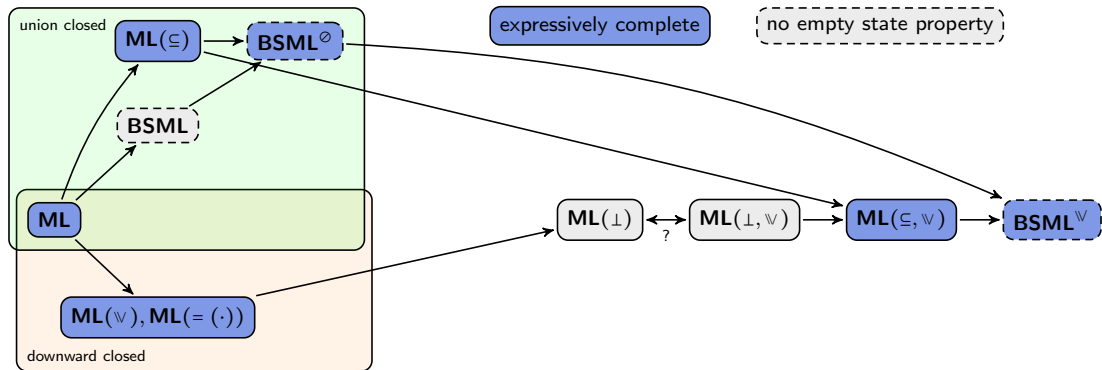 union closed
expressively complete
no empty state property
ML(⊆)
BSML^⊘
BSML
ML
ML(⊥)
?
ML(⊥, ⩖)
ML(⊆, ⩖)
BSML^⩖
ML(⩖), ML(= (·))
downward closed